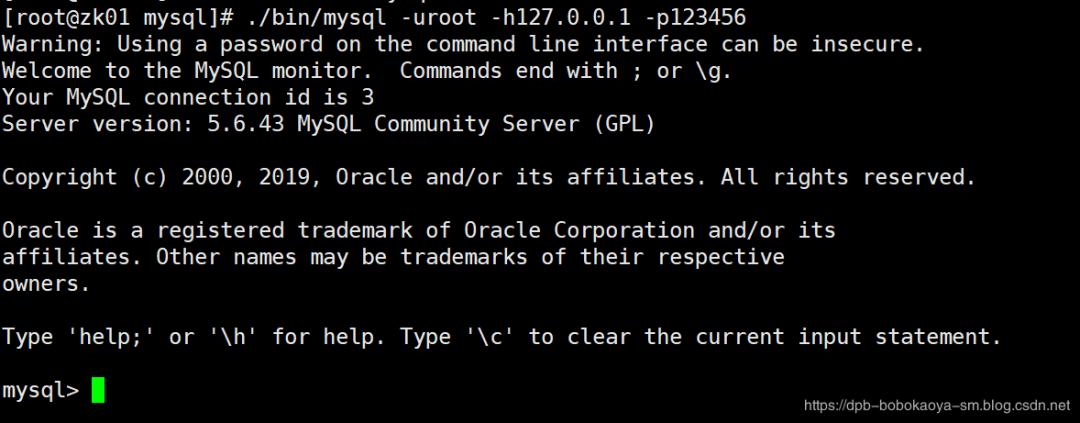 [root@zk01 mysql]# ./bin/mysql -uroot -h127.0.0.1 -p123456
Warning: Using a password on the command line interface can be insecure.
Welcome to the MySQL monitor.  Commands end with ; or \g.
Your MySQL connection id is 3
Server version: 5.6.43 MySQL Community Server (GPL)
Copyright (c) 2000, 2019, Oracle and/or its affiliates. All rights reserved.
Oracle is a registered trademark of Oracle Corporation and/or its
affiliates. Other names may be trademarks of their respective
owners.
Type 'help;' or '\h' for help. Type '\c' to clear the current input statement.
mysql>
https://dpb-bobokaoya-sm.blog.csdn.net